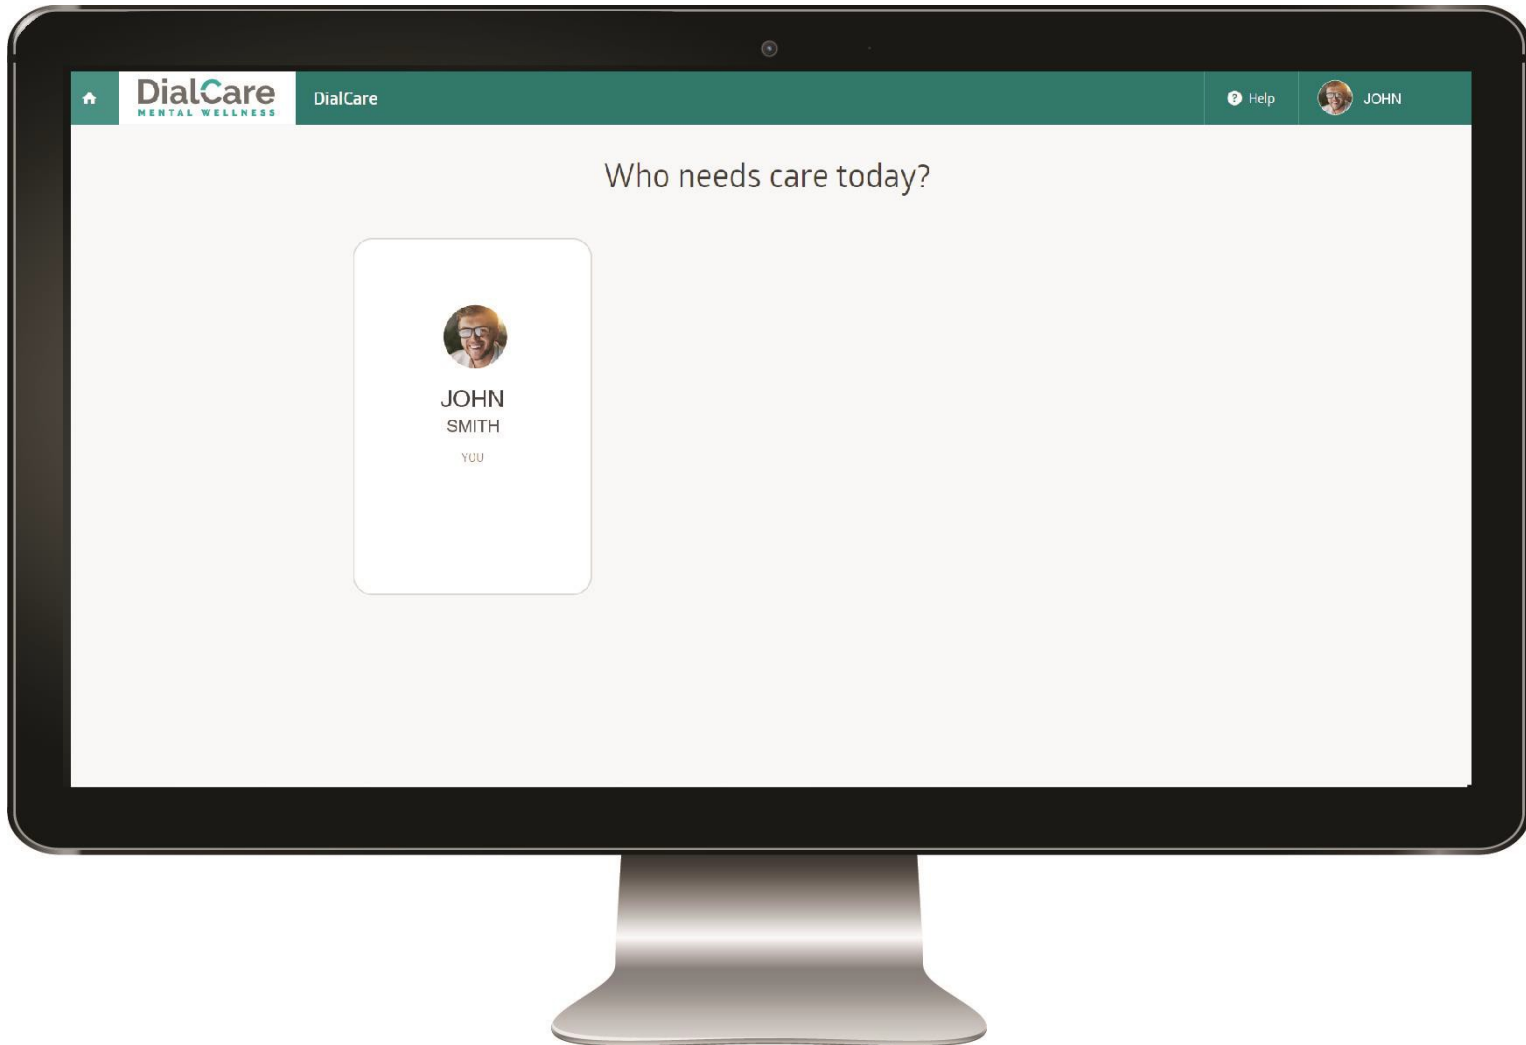 DialCare
MENTAL WELLNESS
DialCare
? Help
JOHN
Who needs care today?
JOHN
SMITH
YOU